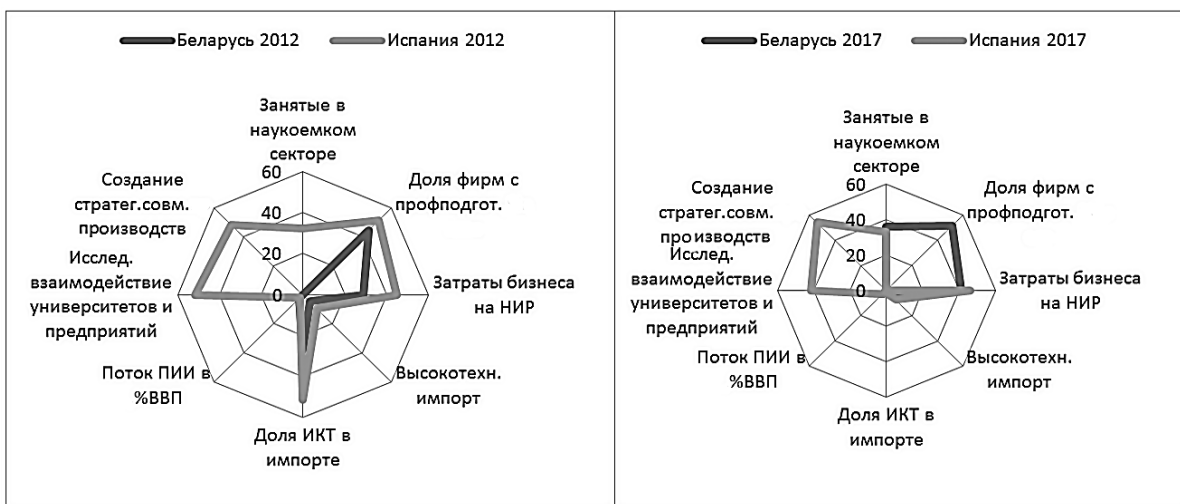 Беларусь 2012
Испания 2012
Занятые в
наукоемком
секторе
60
40
20
0
Доля фирм с
профподгот.
Затраты бизнеса
на НИР
Высокотехн.
импорт
Доля ИКТ в
импорте
Поток ПИИ в
%ВВП
Исслед.
взаимодействие
университетов и
предприятий
Создание
стратег.совм.
производств
Беларусь 2017
Испания 2017
Занятые в
наукоемком
секторе
60
40
20
0
Доля фирм с
профподгот.
Затраты бизнеса
на НИР
Высокотехн.
импорт
Доля ИКТ в
импорте
Поток ПИИ в
%ВВП
Исслед.
взаимодействие
университетов и
предприятий
Создание
стратег.совм.
производств